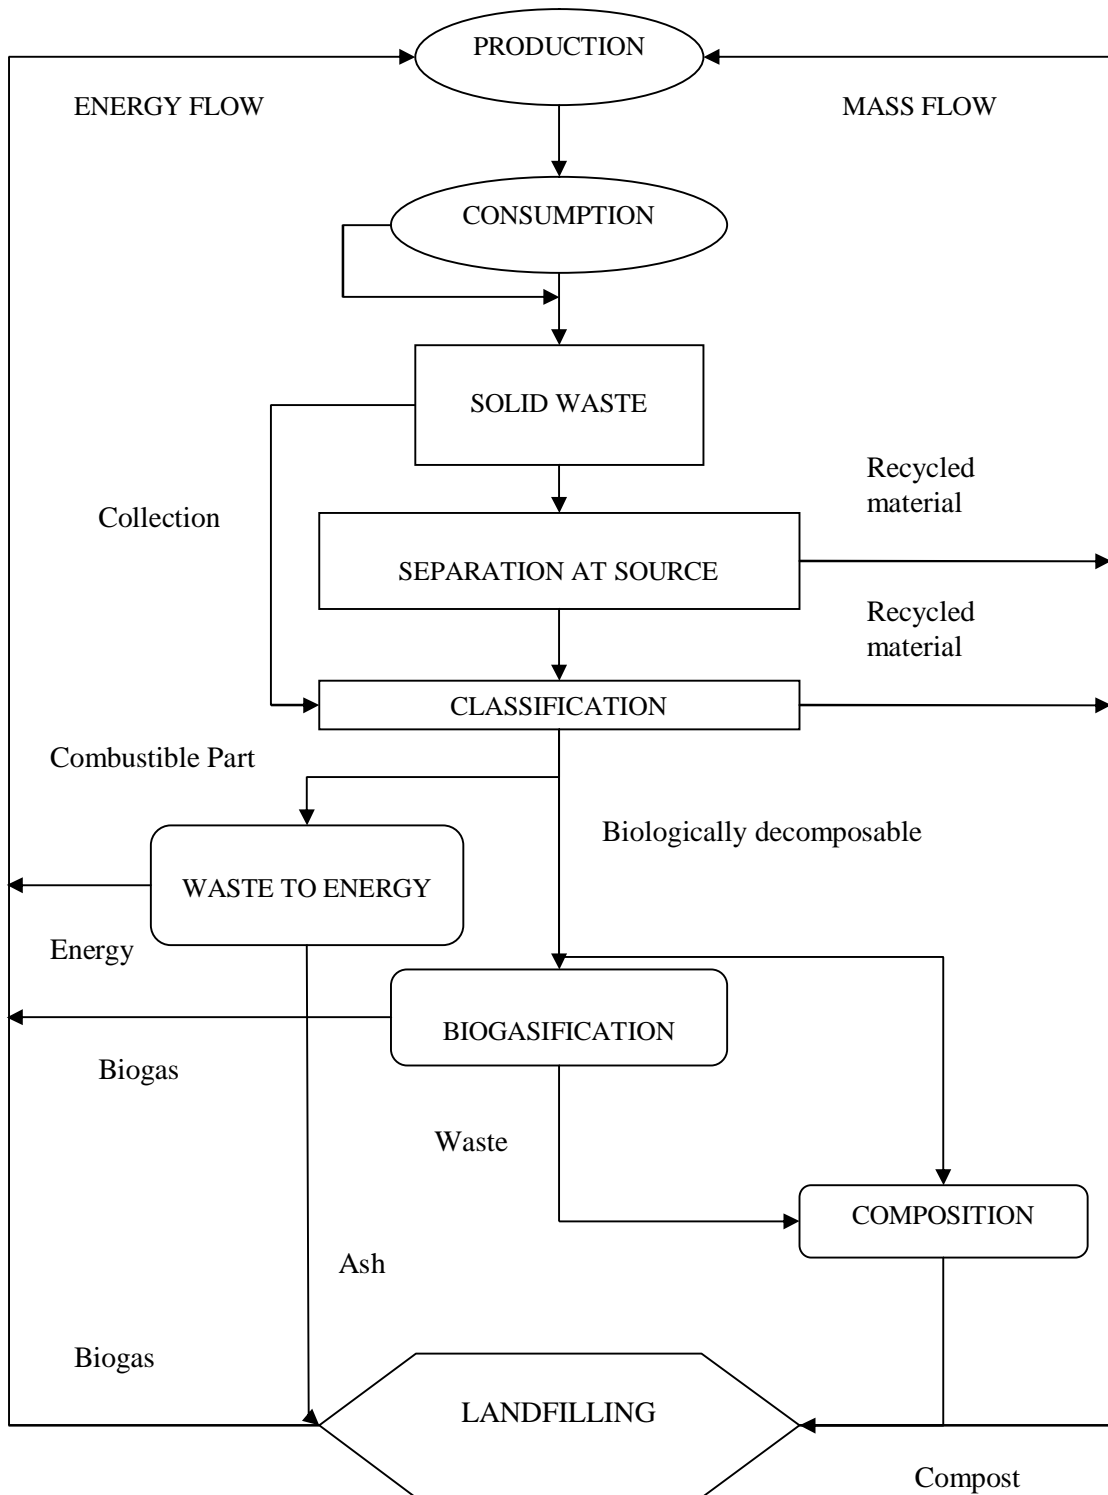 PRODUCTION
ENERGY FLOW
MASS FLOW
CONSUMPTION
SOLID WASTE
Recycled
material
Collection
SEPARATION AT SOURCE
Recycled
material
CLASSIFICATION
Combustible Part
Biologically decomposable
WASTE TO ENERGY
Energy
BIOGASIFICATION
Biogas
Waste
COMPOSITION
Ash
Biogas
LANDFILLING
Compost